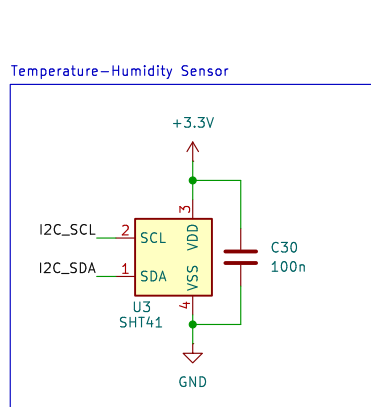 Temperature-Humidity Sensor
+3.3V
3
I2C_SCL 2 SCL VDD
C30
100n
I2C_SDA 1 SDA VSS
4
U3
SHT41
GND